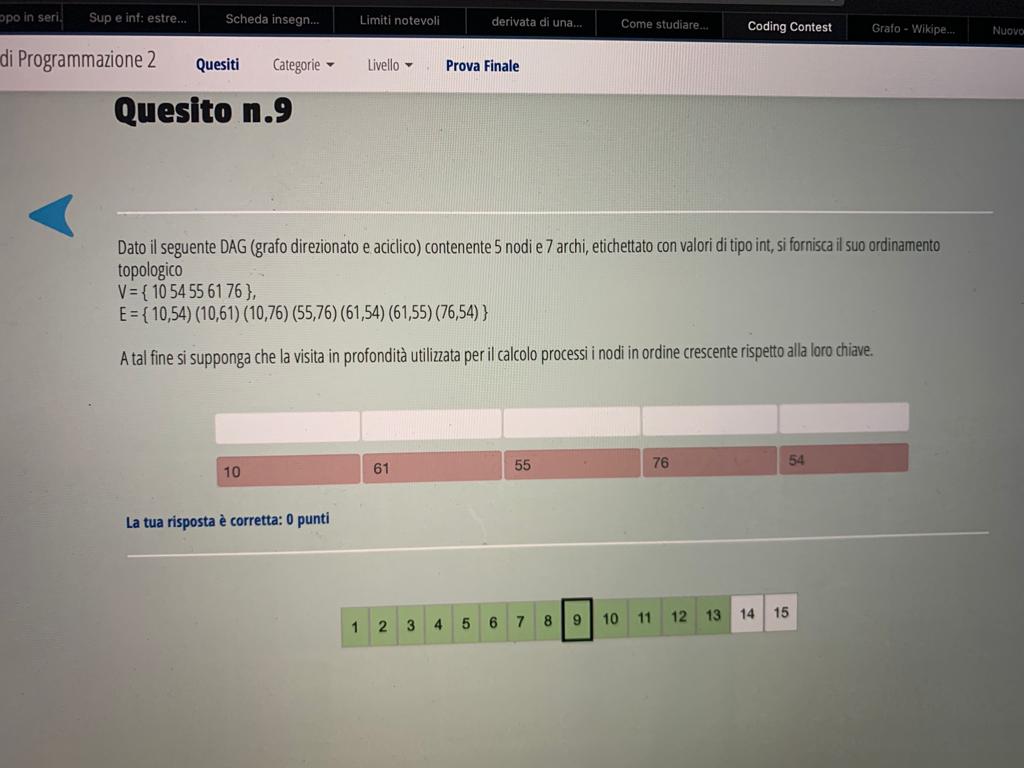 Sup e inf: estre... Scheda insegn... Limiti notevoli derivata di una... Come studiare... Coding Contest Grafo - Wikipe... Nuovo
di Programmazione 2 Quesiti Categorie Livello Prova Finale
Quesito n.9
Dato il seguente DAG (grafo direzionato e aciclico) contenente 5 nodi e 7 archi, etichettato con valori di tipo int, si fornisca il suo ordinamento
topologico
V = { 10 54 55 61 76 },
E = { 10,54) (10,61) (10,76) (55,76) (61,54) (61,55) (76,54) }
A tal fine si supponga che la visita in profondità utilizzata per il calcolo processi i nodi in ordine crescente rispetto alla loro chiave.
10 61 55 76 54
La tua risposta è corretta: 0 punti
1 2 3 4 5 6 7 8 9 10 11 12 13 14 15